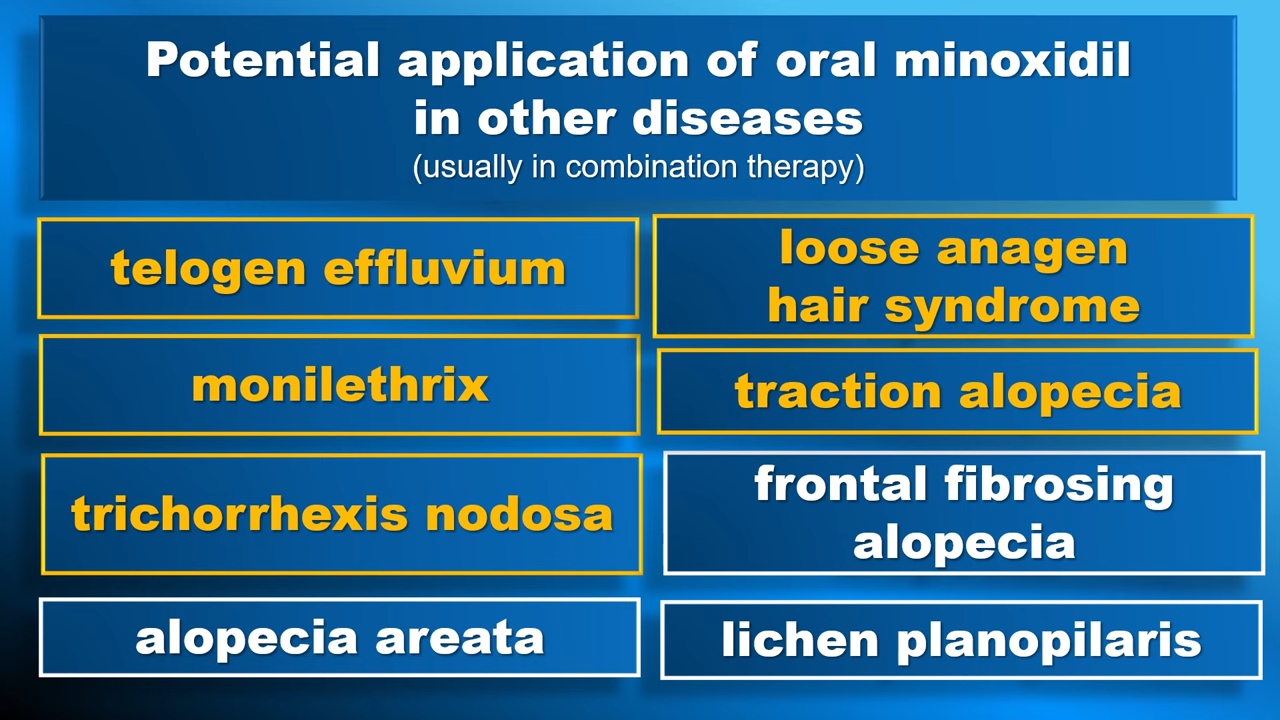 Potential application of oral minoxidil
in other diseases
(usually in combination therapy)
telogen effluvium
loose anagen
hair syndrome
monilethrix
traction alopecia
trichorrhexis nodosa
frontal fibrosing
alopecia
alopecia areata
lichen planopilaris